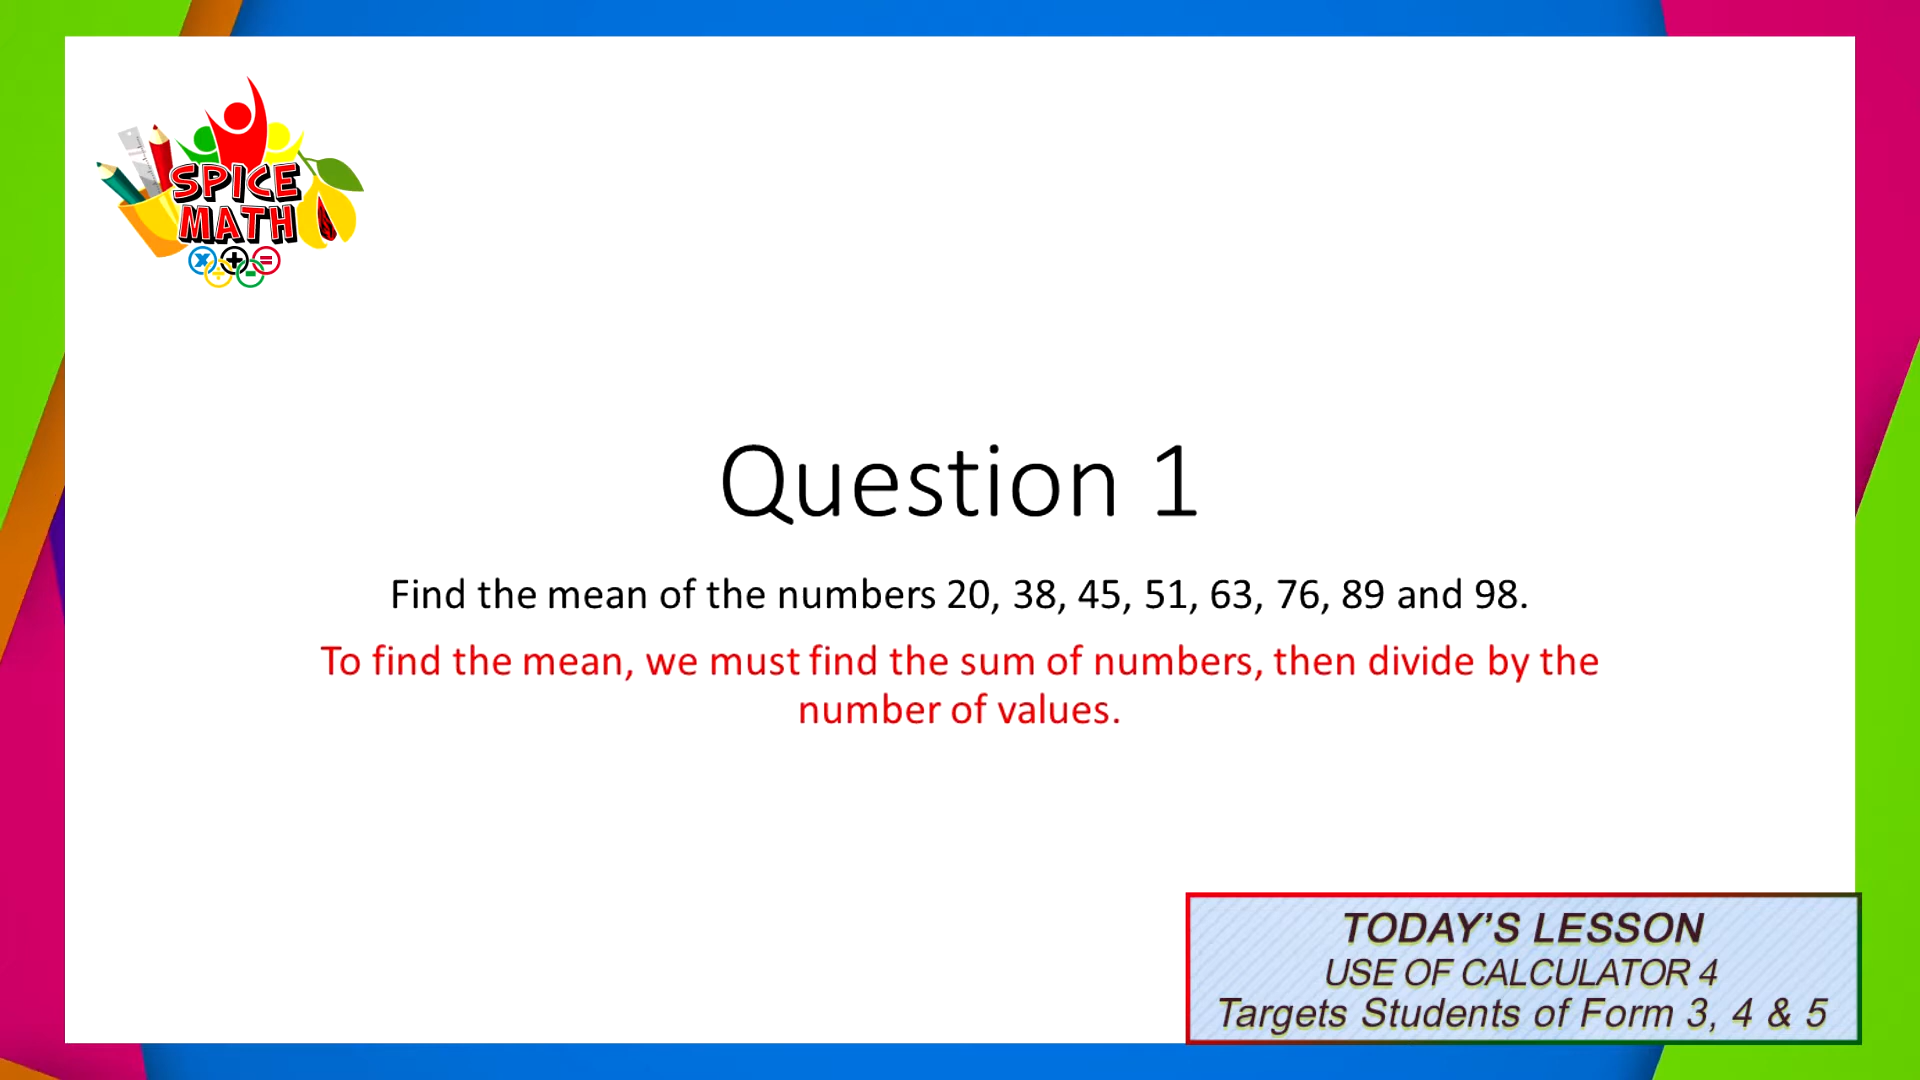 SPICE
MATH
Question 1
Find the mean of the numbers 20, 38, 45, 51, 63, 76, 89 and 98.
To find the mean, we must find the sum of numbers, then divide by the
number of values.
TODAY'S LESSON
USE OF CALCULATOR 4
Targets Students of Form 3, 4 & 5